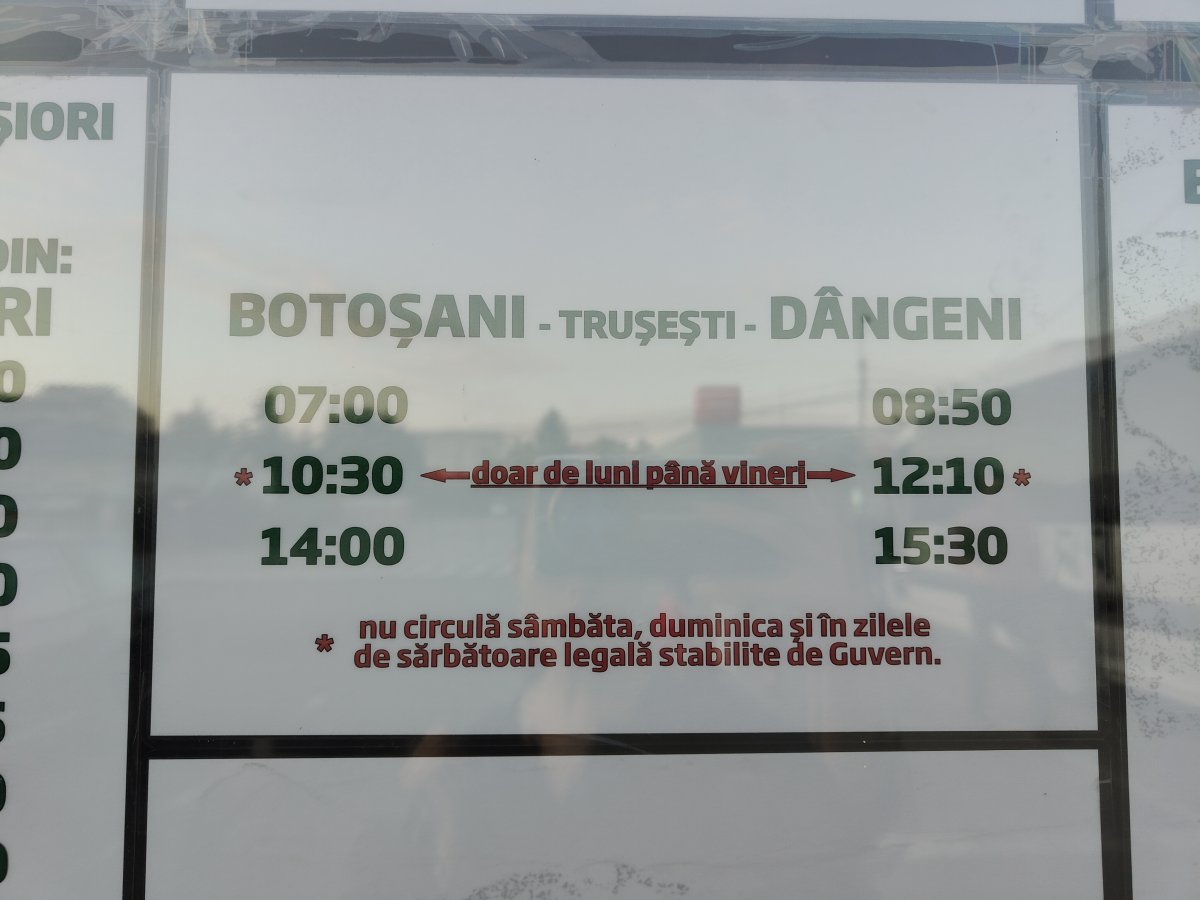 ȘIORI
DIN:
RI
BOTOȘANI - TRUȘEȘTI - DÂNGENI
07:00 08:50
* 10:30 doar de luni până vineri 12:10 *
14:00 15:30
* nu circulă sâmbăta, duminica și în zilele
de sărbătoare legală stabilite de Guvern.